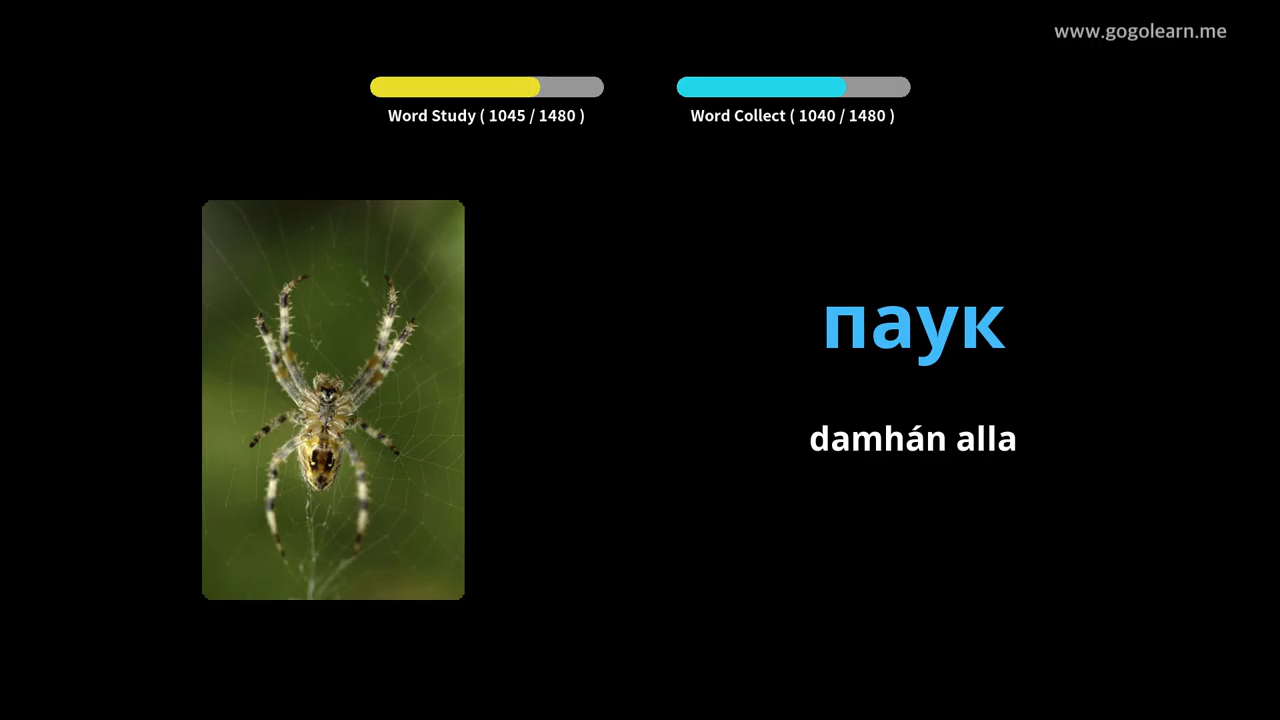 www.gogolearn.me
Word Study ( 1045 / 1480 )
Word Collect ( 1040 / 1480 )
паук
damhán alla